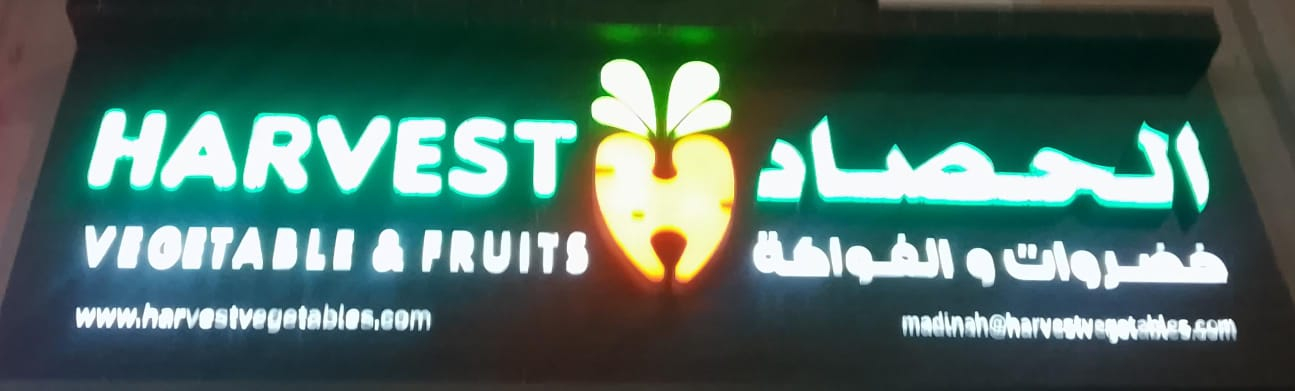 HARVEST
VEGETABLE & FRUITS
www.harvestvegetables.com
الحصاد
خضروات و الفواكة
madinah@harvestvegetables.com